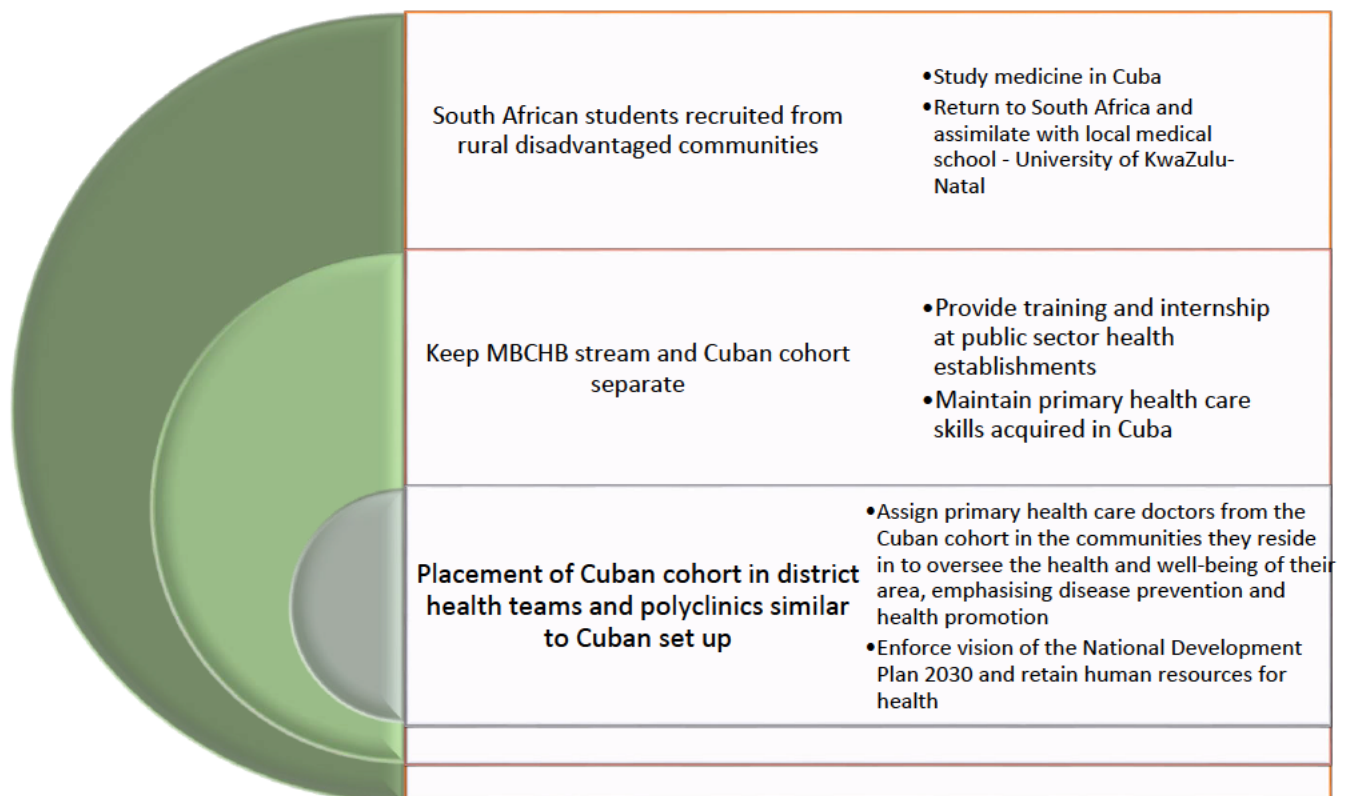 South African students recruited from
rural disadvantaged communities
•Study medicine in Cuba
•Return to South Africa and
assimilate with local medical
school - University of KwaZulu-
Natal
Keep MBCHB stream and Cuban cohort
separate
•Provide training and internship
at public sector health
establishments
•Maintain primary health care
skills acquired in Cuba
Placement of Cuban cohort in district
health teams and polyclinics similar
to Cuban set up
•Assign primary health care doctors from the
Cuban cohort in the communities they reside
in to oversee the health and well-being of their
area, emphasising disease prevention and
health promotion
•Enforce vision of the National Development
Plan 2030 and retain human resources for
health